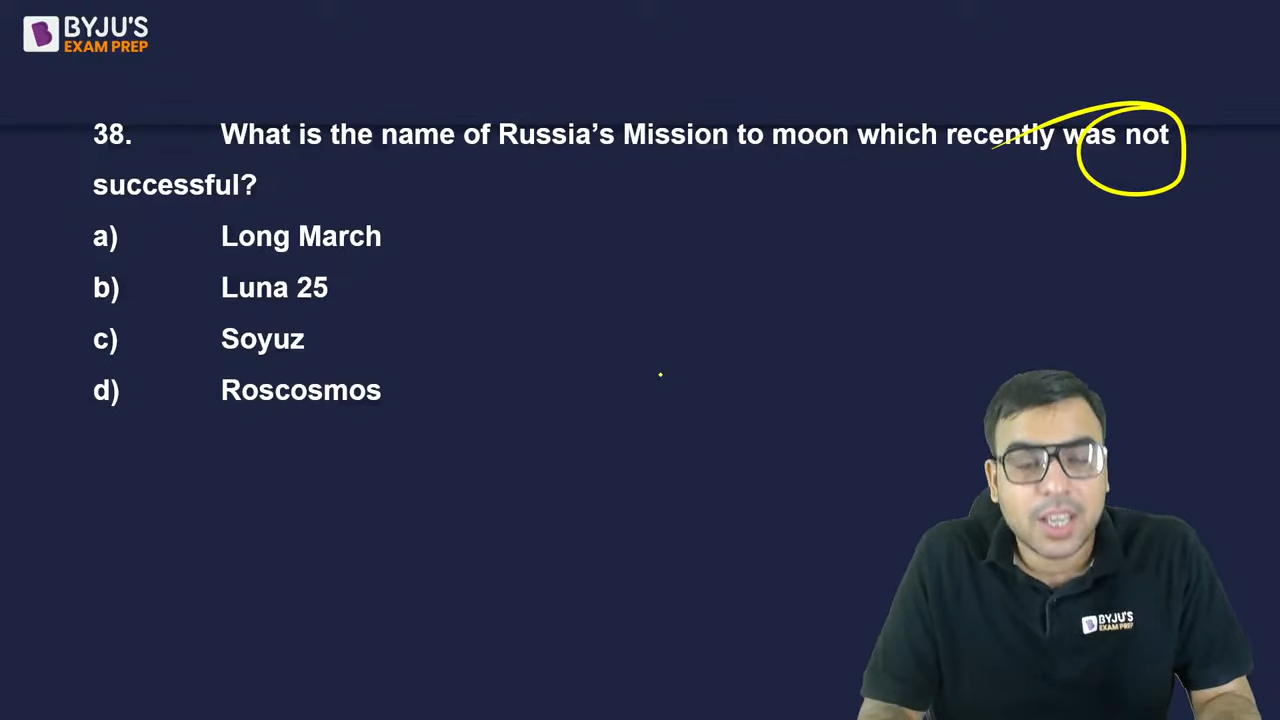 BYJU'S
EXAM PREP
38. What is the name of Russia’s Mission to moon which recently was not
successful?
a) Long March
b) Luna 25
c) Soyuz
d) Roscosmos
BYJU'S
EXAM PREP